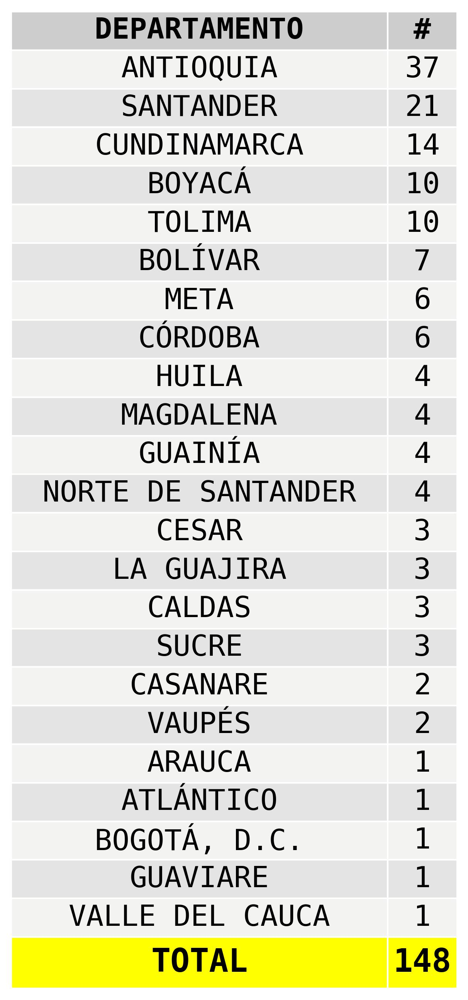 DEPARTAMENTO #
ANTIOQUIA 37
SANTANDER 21
CUNDINAMARCA 14
BOYACÁ 10
TOLIMA 10
BOLÍVAR 7
META 6
CÓRDOBA 6
HUILA 4
MAGDALENA 4
GUAINÍA 4
NORTE DE SANTANDER 4
CESAR 3
LA GUAJIRA 3
CALDAS 3
SUCRE 3
CASANARE 2
VAUPÉS 2
ARAUCA 1
ATLÁNTICO 1
BOGOTÁ, D.C. 1
GUAVIARE 1
VALLE DEL CAUCA 1
TOTAL 148